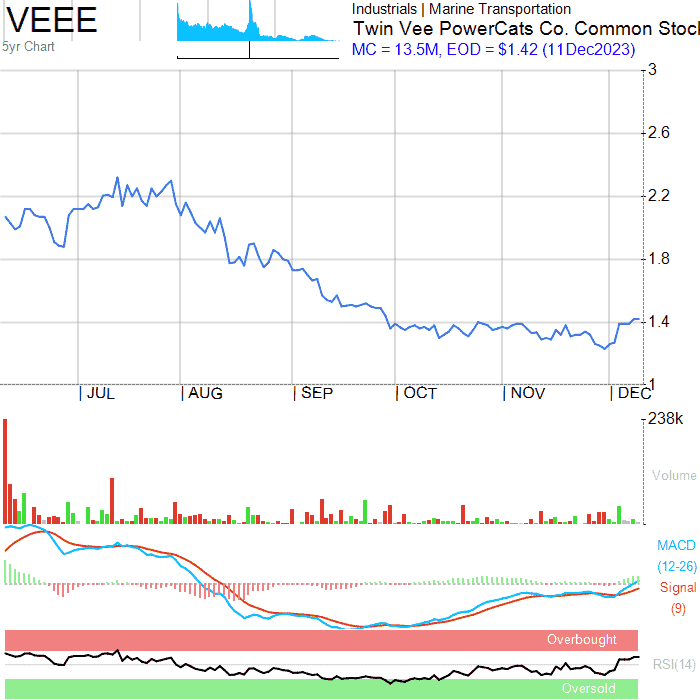 VEEE
5yr Chart
Industrials | Marine Transportation
Twin Vee PowerCats Co. Common Stock
MC = 13.5M, EOD = $1.42 (11Dec2023)
3
2.6
2.2
1.8
1.4
1
JUL
AUG
SEP
OCT
NOV
DEC
238k
Volume
MACD
(12-26)
Signal
(9)
Overbought
RSI(14)
Oversold